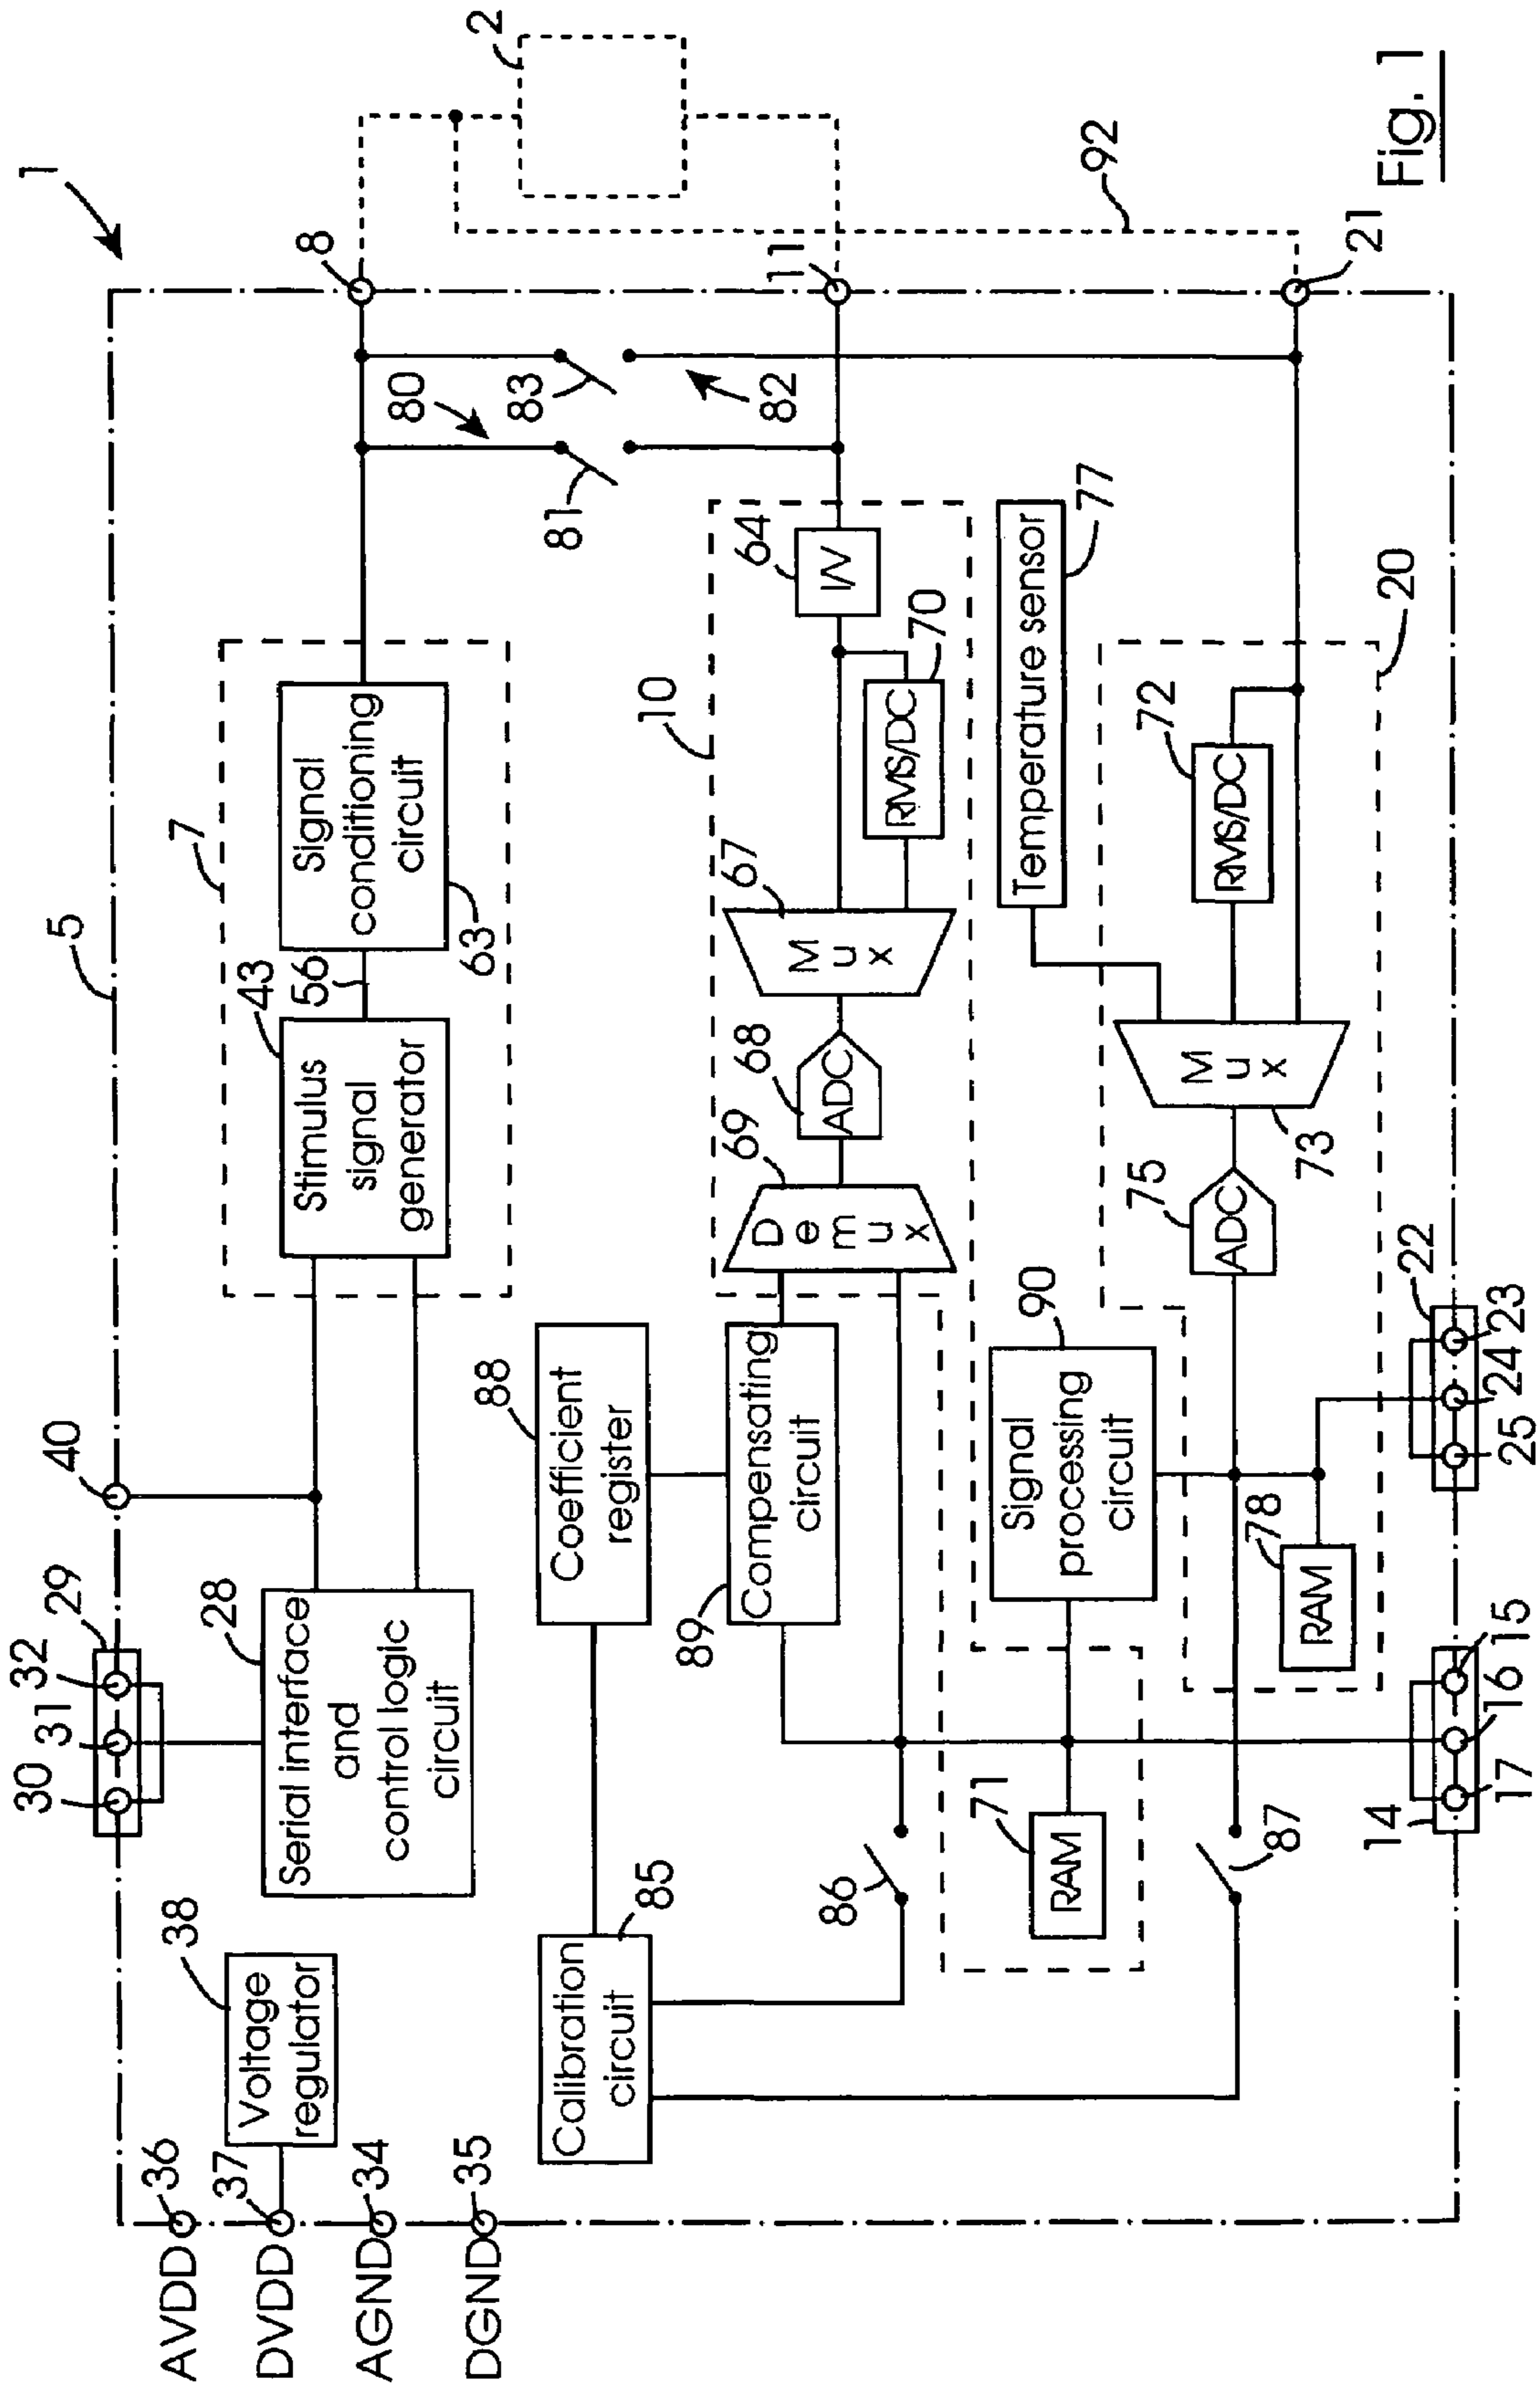 Fig. 1
1
2
5
AVDD
36
DVDD
37
AGND
34
DGND
35
38
Voltage
regulator
30
31
32
29
28
Serial interface
and
control logic
circuit
40
7
43
Stimulus
signal
generator
56
63
Signal
conditioning
circuit
8
80
81
83
82
11
92
21
85
Calibration
circuit
88
Coefficient
register
89
Compensating
circuit
69
Demux
68
ADC
67
Mux
10
64
I/V
70
RMS/DC
86
87
71
RAM
90
Signal
processing
circuit
77
Temperature sensor
78
RAM
75
ADC
73
Mux
72
RMS/DC
20
14
17
16
15
22
25
24
23